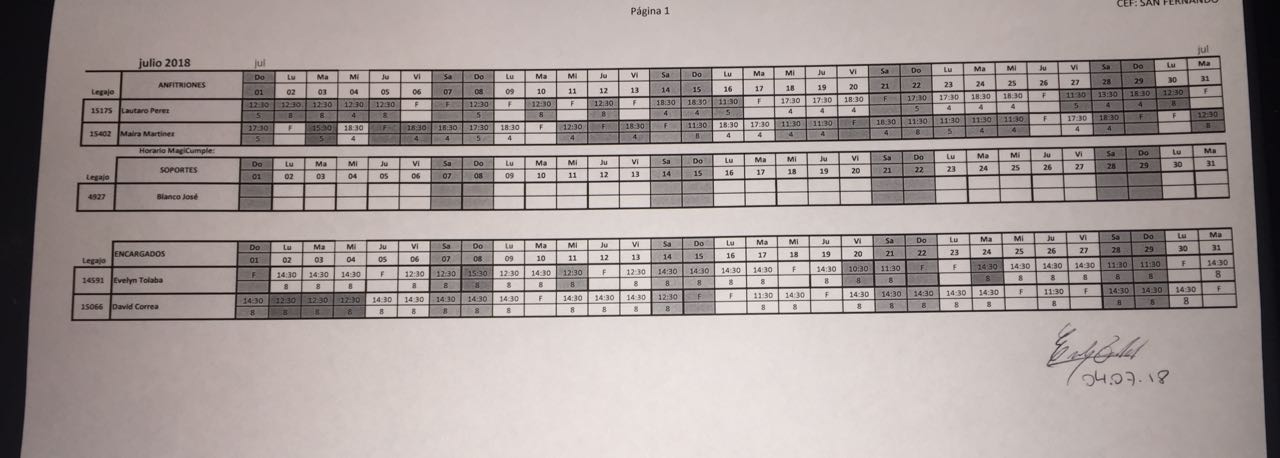 Página 1
CEF: SAN FERNANDO
julio 2018 jul jul
Legajo ANFITRIONES Do Lu Ma Mi Ju Vi Sa Do Lu Ma Mi Ju Vi Sa Do Lu Ma Mi Ju Vi Sa Do Lu Ma Mi Ju Vi Sa Do Lu Ma
01 02 03 04 05 06 07 08 09 10 11 12 13 14 15 16 17 18 19 20 21 22 23 24 25 26 27 28 29 30 31
15175 Lautaro Perez 12:30 12:30 12:30 12:30 12:30 F F 12:30 F 12:30 F 12:30 F 18:30 18:30 11:30 F 17:30 17:30 18:30 F 17:30 17:30 18:30 18:30 F 11:30 13:30 18:30 12:30 F
5 8 8 4 8 5 8 8 4 4 5 4 4 4 5 4 4 4 5 4 4 8
15402 Maira Martinez 17:30 F 15:30 18:30 F 18:30 18:30 17:30 18:30 F 12:30 F 18:30 F 11:30 18:30 17:30 11:30 11:30 F 18:30 11:30 11:30 11:30 11:30 F 17:30 18:30 F F 12:30
5 5 4 4 4 5 4 4 4 8 4 4 4 4 4 8 5 4 4 4 4 8
Horario MagiCumple:
Legajo SOPORTES Do Lu Ma Mi Ju Vi Sa Do Lu Ma Mi Ju Vi Sa Do Lu Ma Mi Ju Vi Sa Do Lu Ma Mi Ju Vi Sa Do Lu Ma
01 02 03 04 05 06 07 08 09 10 11 12 13 14 15 16 17 18 19 20 21 22 23 24 25 26 27 28 29 30 31
4927 Blanco José
Legajo ENCARGADOS Do Lu Ma Mi Ju Vi Sa Do Lu Ma Mi Ju Vi Sa Do Lu Ma Mi Ju Vi Sa Do Lu Ma Mi Ju Vi Sa Do Lu Ma
01 02 03 04 05 06 07 08 09 10 11 12 13 14 15 16 17 18 19 20 21 22 23 24 25 26 27 28 29 30 31
14591 Evelyn Tolaba F 14:30 14:30 14:30 F 12:30 12:30 15:30 12:30 14:30 12:30 F 12:30 14:30 14:30 14:30 14:30 F 14:30 10:30 11:30 F F 14:30 14:30 14:30 14:30 11:30 11:30 F 14:30
8 8 8 8 8 8 8 8 8 8 8 8 8 8 8 8 8 8 8 8 8 8 8 8
15066 David Correa 14:30 12:30 12:30 12:30 14:30 14:30 14:30 14:30 14:30 F 14:30 14:30 14:30 12:30 F F 11:30 14:30 F 14:30 14:30 14:30 14:30 14:30 F 11:30 F 14:30 14:30 14:30 F
8 8 8 8 8 8 8 8 8 8 8 8 8 8 8 8 8 8 8 8 8 8 8 8
04.07.18